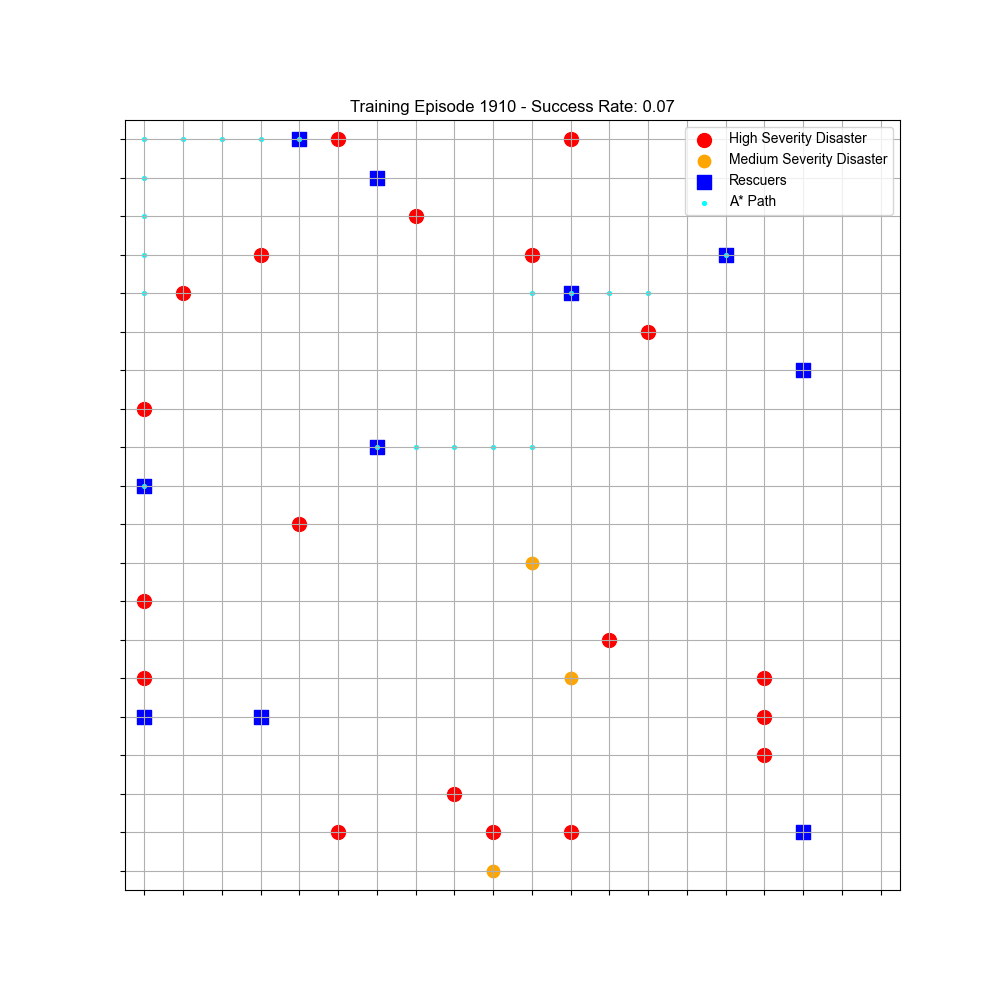 Training Episode 1910 - Success Rate: 0.07
High Severity Disaster
Medium Severity Disaster
Rescuers
A* Path